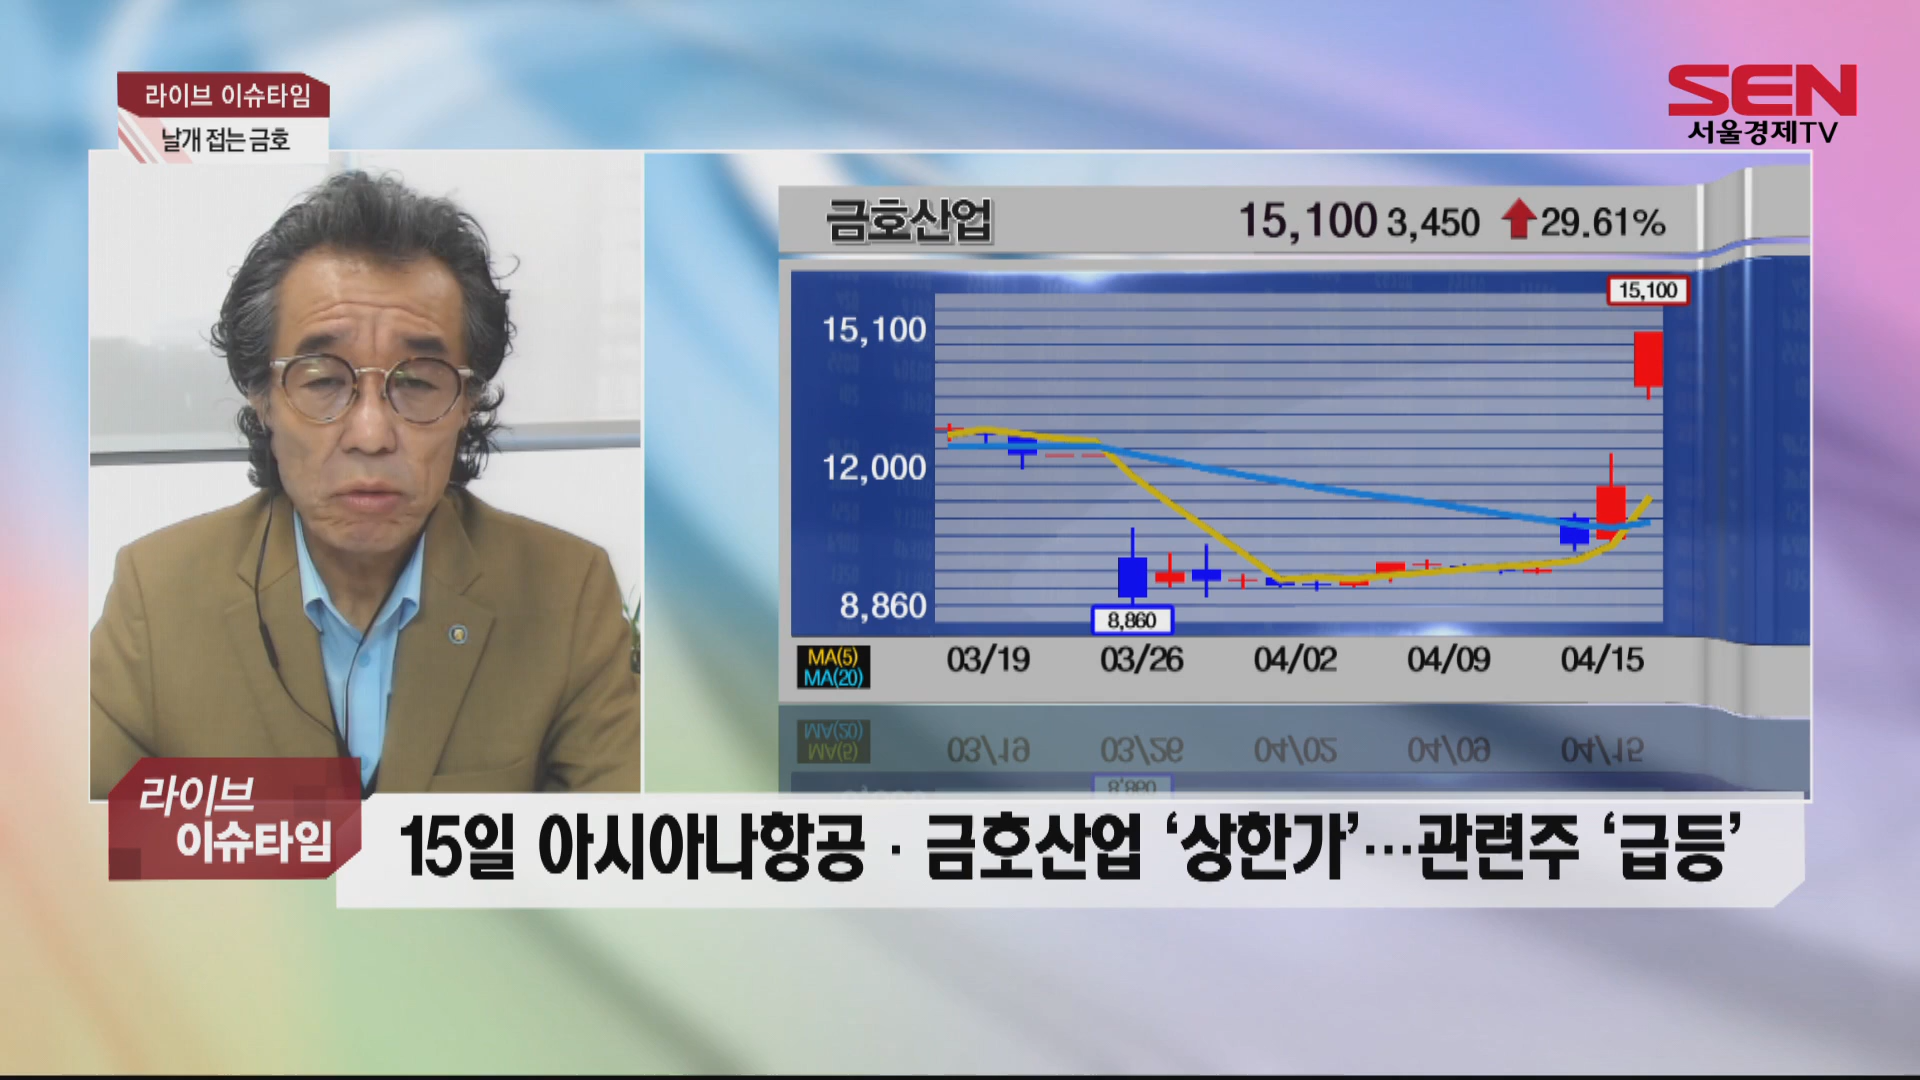 라이브 이슈타임
날개 접는 금호
SEN
서울경제TV
금호산업 15,100 3,450 29.61%
15,100
15,100
12,000
8,860
8,860
MA(5)
MA(20)
03/19 03/26 04/02 04/09 04/15
라이브
이슈타임
15일 아시아나항공·금호산업 ‘상한가’…관련주 ‘급등’